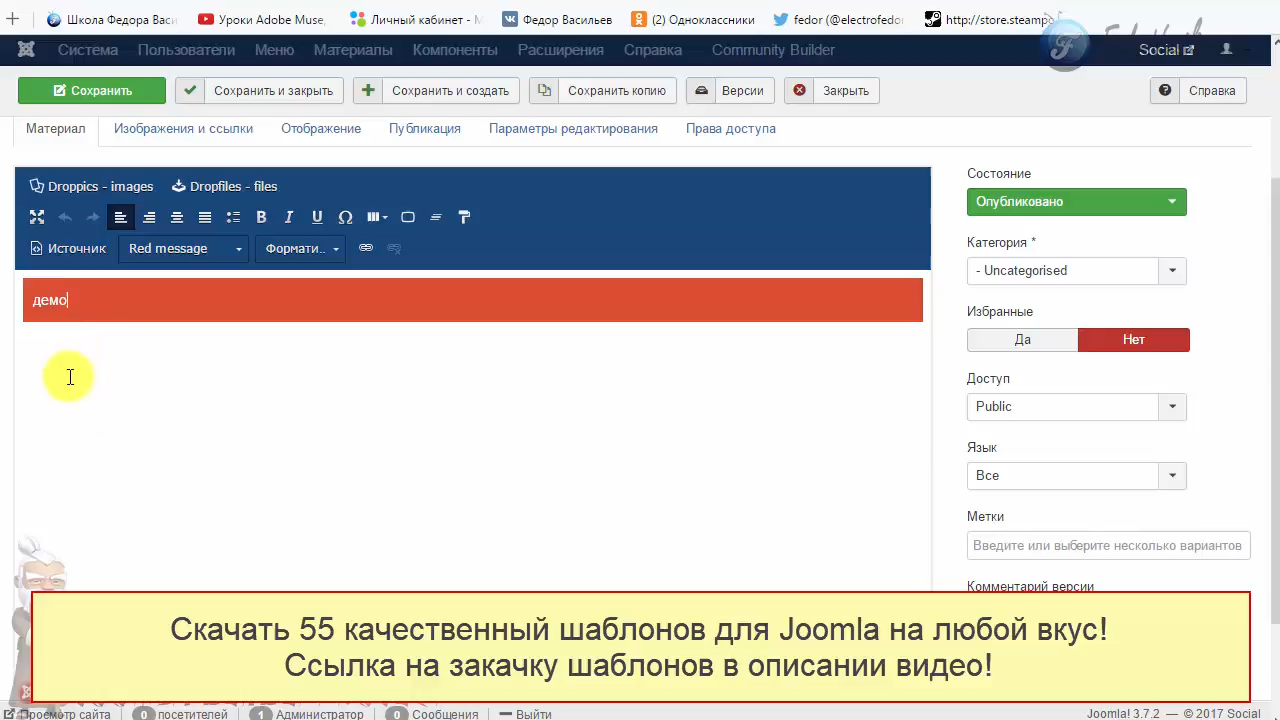 Школа Федора Васи
Уроки Adobe Muse,
Личный кабинет - М
Федор Васильев
(2) Одноклассники
fedor (@electrofedor
http://store.steampo
Система Пользователи Меню Материалы Компоненты Расширения Справка Community Builder Social
Сохранить Сохранить и закрыть Сохранить и создать Сохранить копию Версии Закрыть Справка
Материал Изображения и ссылки Отображение Публикация Параметры редактирования Права доступа
Droppics - images Dropfiles - files
Источник Red message Формати..
демо
Состояние
Опубликовано
Категория *
- Uncategorised
Избранные
Да Нет
Доступ
Public
Язык
Все
Метки
Введите или выберите несколько вариантов
Комментарий версии
Скачать 55 качественный шаблонов для Joomla на любой вкус!
Ссылка на закачку шаблонов в описании видео!
Просмотр сайта 0 посетителей 1 Администратор 0 Сообщения Выйти
Joomla! 3.7.2 — © 2017 Social